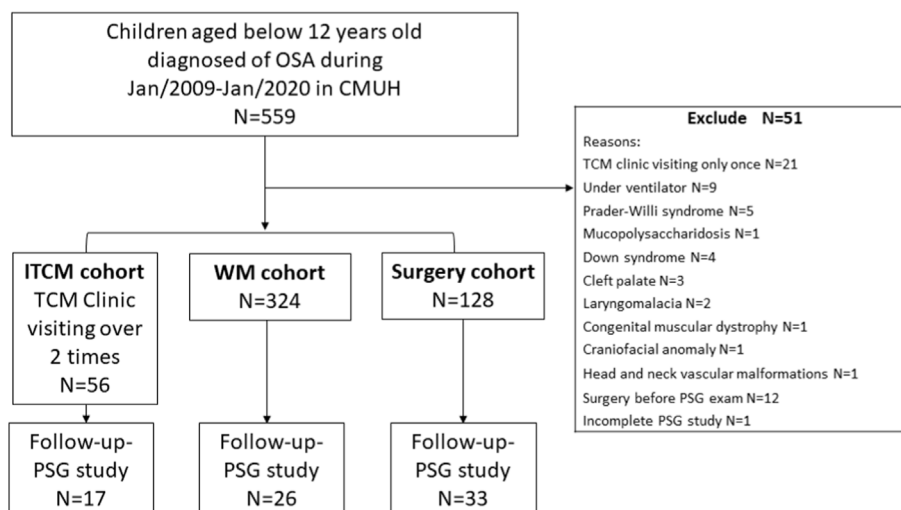 Children aged below 12 years old
diagnosed of OSA during
Jan/2009-Jan/2020 in CMUH
N=559
Exclude N=51
Reasons:
TCM clinic visiting only once N=21
Under ventilator N=9
Prader-Willi syndrome N=5
Mucopolysaccharidosis N=1
Down syndrome N=4
Cleft palate N=3
Laryngomalacia N=2
Congenital muscular dystrophy N=1
Craniofacial anomaly N=1
Head and neck vascular malformations N=1
Surgery before PSG exam N=12
Incomplete PSG study N=1
ITCM cohort
TCM Clinic
visiting over
2 times
N=56
WM cohort
N=324
Surgery cohort
N=128
Follow-up-
PSG study
N=17
Follow-up-
PSG study
N=26
Follow-up-
PSG study
N=33